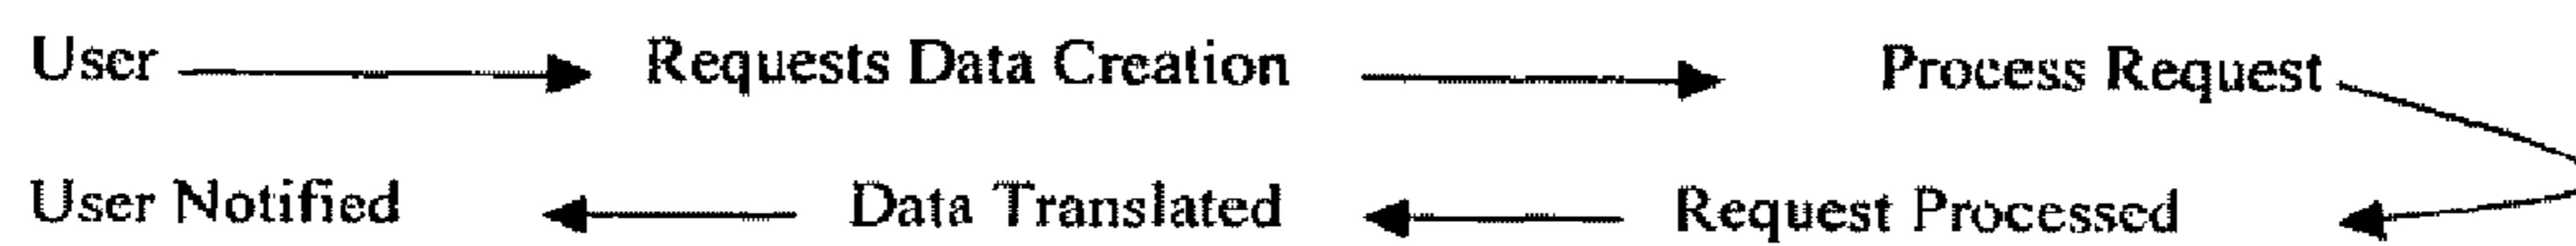 User Requests Data Creation Process Request
User Notified Data Translated Request Processed